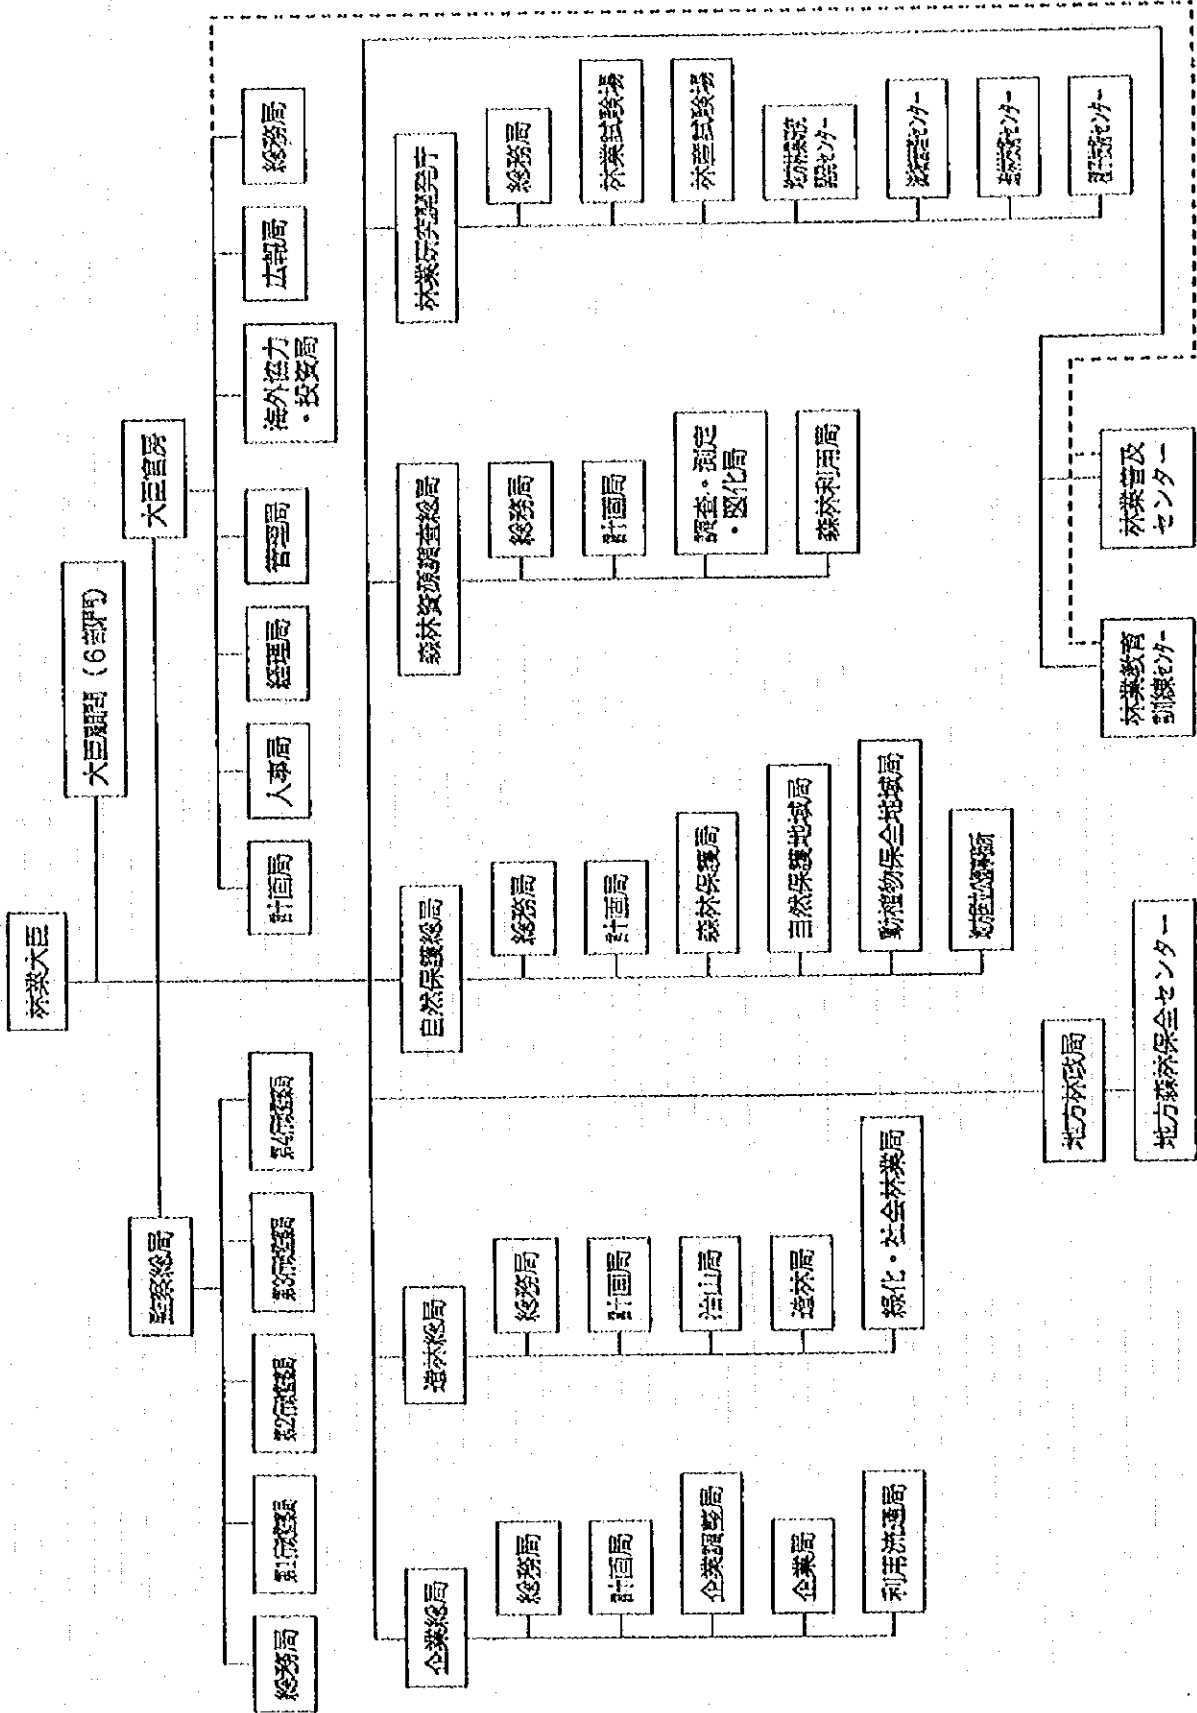 林業大臣
大臣顧問（6部門）
監察総局
大臣官房
総務局
第1行政監察局
第2行政監察局
第3行政監察局
第4行政監察局
計画局
人事局
経理局
管理局
海外協力
・投資局
広報局
総務局
企業総局
総務局
計画局
企業調整局
企業局
利用流通局
造林総局
総務局
計画局
治山局
造林局
緑化・社会林業局
自然保護総局
総務局
計画局
森林保護局
自然保護地域局
動植物保全地域局
森林資源調査総局
総務局
計画局
調査・測定
・図化局
森林利用局
林業研究開発庁
総務局
林業試験場
林産試験場
地方林政局
地方森林保全センター
林業教育
訓練センター
林業普及
センター